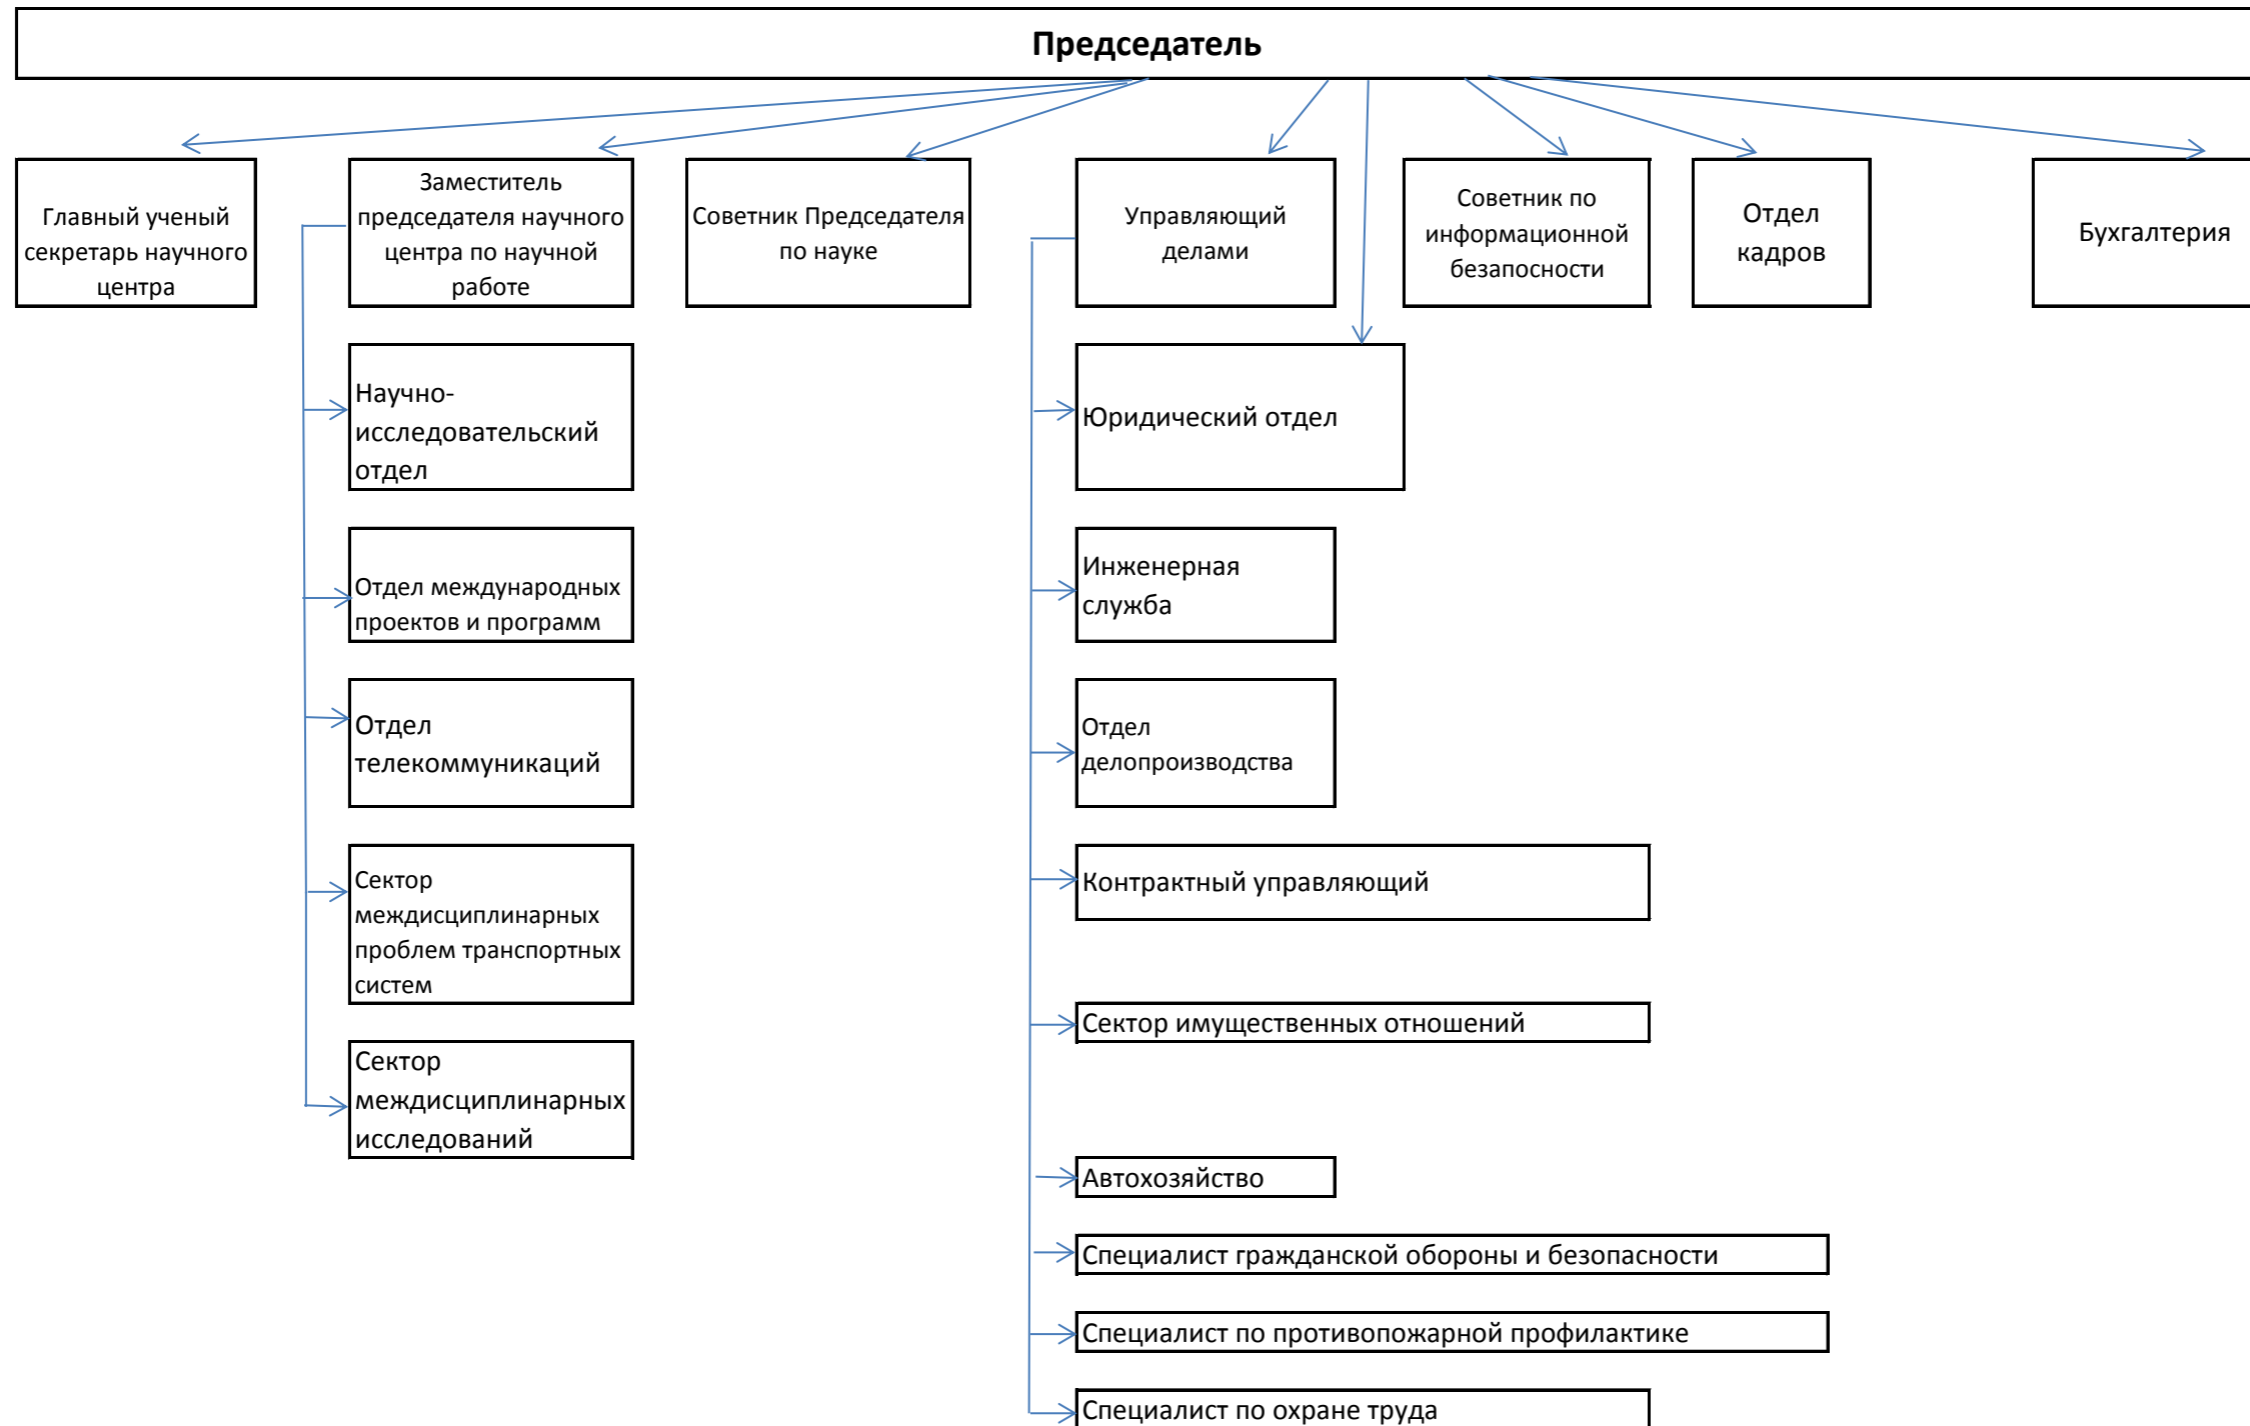 Председатель
Главный ученый
секретарь научного
центра
Заместитель
председателя научного
центра по научной
работе
Советник Председателя
по науке
Управляющий
делами
Советник по
информационной
безапосности
Отдел
кадров
Бухгалтерия
Научно-
исследовательский
отдел
Юридический отдел
Отдел международных
проектов и программ
Инженерная
служба
Отдел
телекоммуникаций
Отдел
делопроизводства
Сектор
междисциплинарных
проблем транспортных
систем
Контрактный управляющий
Сектор имущественных отношений
Сектор
междисциплинарных
исследований
Автохозяйство
Специалист гражданской обороны и безопасности
Специалист по противопожарной профилактике
Специалист по охране труда